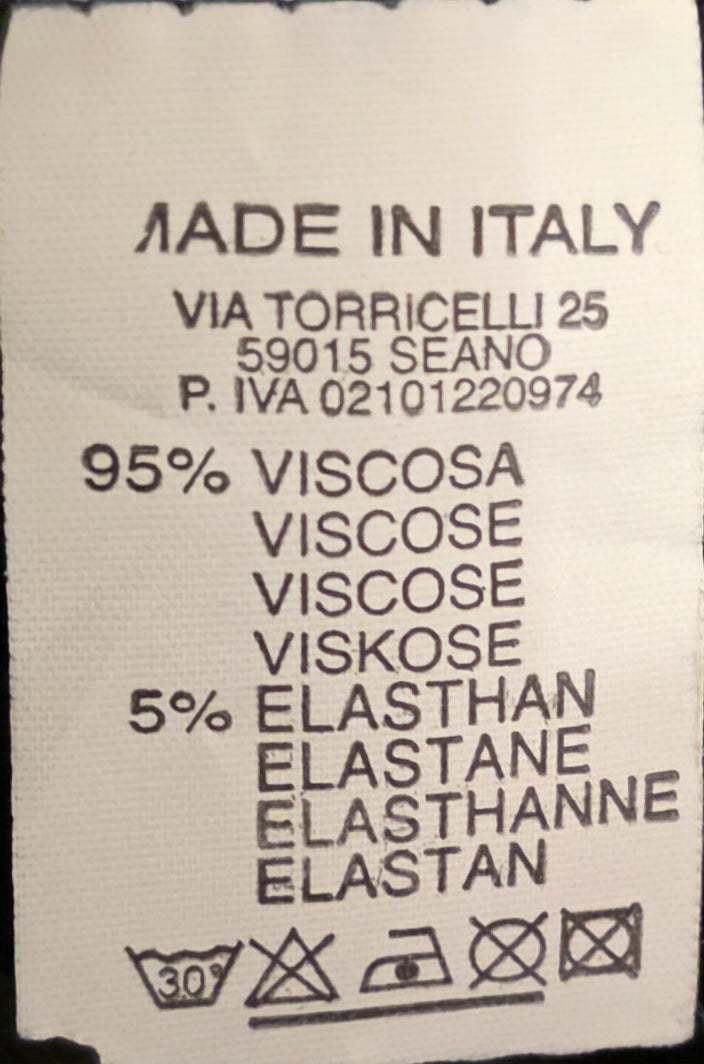 MADE IN ITALY
VIA TORRICELLI 25
59015 SEANO
P. IVA 02101220974
95% VISCOSA
VISCOSE
VISCOSE
VISKOSE
5% ELASTHAN
ELASTANE
ELASTHANNE
ELASTAN
30°